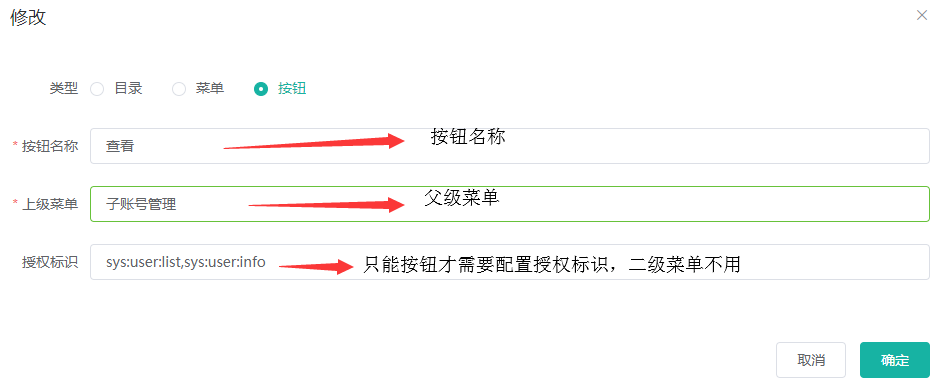 修改
类型 目录 菜单 按钮
* 按钮名称 查看 按钮名称
* 上级菜单 子账号管理 父级菜单
授权标识 sys:user:list,sys:user:info 只能按钮才需要配置授权标识，二级菜单不用
取消 确定